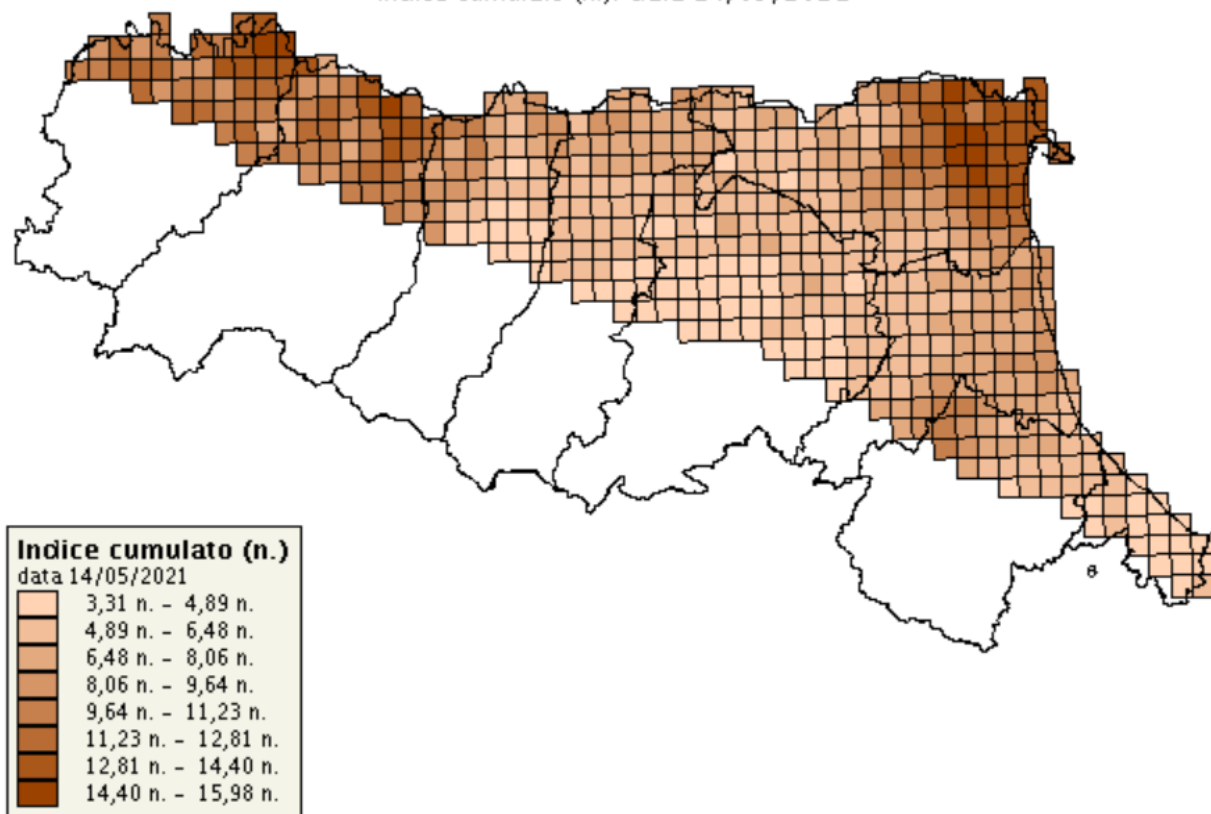 Indice cumulato (n.)
data 14/05/2021
3,31 n. - 4,89 n.
4,89 n. - 6,48 n.
6,48 n. - 8,06 n.
8,06 n. - 9,64 n.
9,64 n. - 11,23 n.
11,23 n. - 12,81 n.
12,81 n. - 14,40 n.
14,40 n. - 15,98 n.